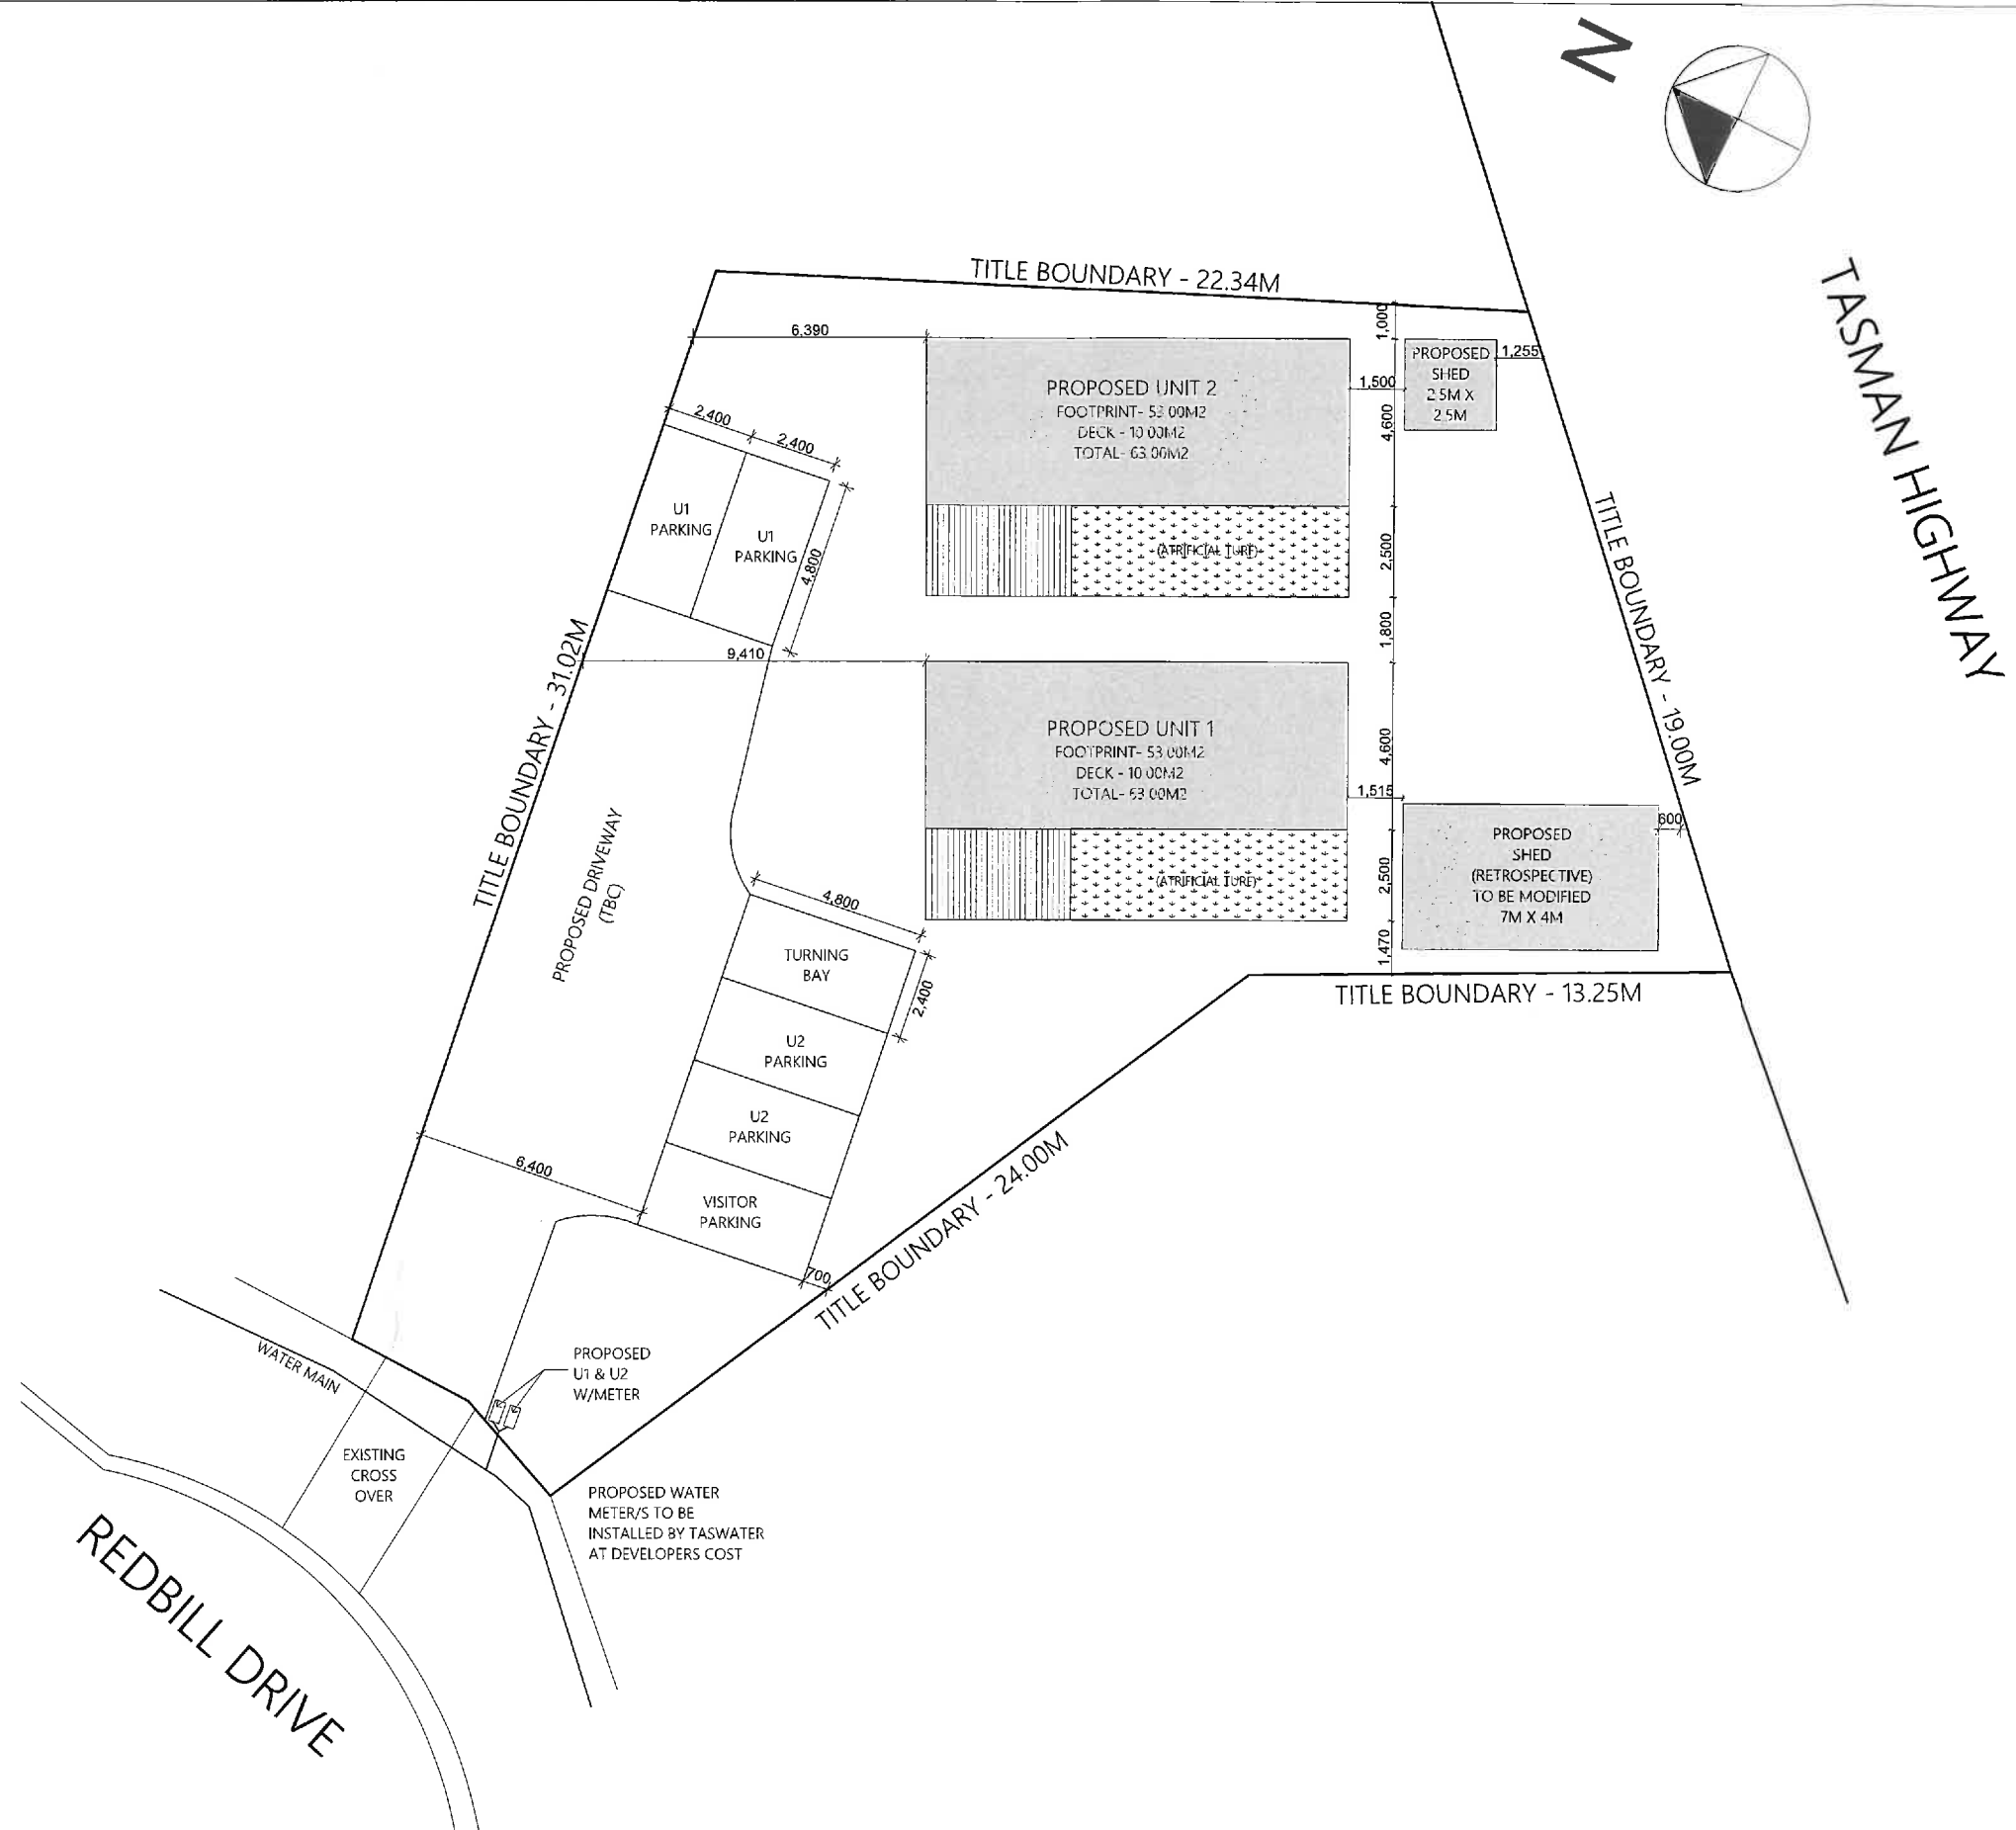 N
TASMAN HIGHWAY
TITLE BOUNDARY - 22.34M
6,390
1,000
PROPOSED UNIT 2
FOOTPRINT- 53.00M2
DECK - 10.00M2
TOTAL- 63.00M2
1,500
PROPOSED
SHED
2.5M X
2.5M
1,255
4,600
2,400
2,400
U1
PARKING
U1
PARKING
4,800
(ATRIFICIAL TURF)
2,500
TITLE BOUNDARY - 19.00M
1,800
9,410
TITLE BOUNDARY - 31.02M
PROPOSED UNIT 1
FOOTPRINT- 53.00M2
DECK - 10.00M2
TOTAL- 63.00M2
4,600
1,515
PROPOSED
SHED
(RETROSPECTIVE)
TO BE MODIFIED
7M X 4M
600
PROPOSED DRIVEWAY
(TBC)
(ATRIFICIAL TURF)
2,500
1,470
4,800
TURNING
BAY
2,400
TITLE BOUNDARY - 13.25M
U2
PARKING
U2
PARKING
6,400
VISITOR
PARKING
700
TITLE BOUNDARY - 24.00M
WATER MAIN
PROPOSED
U1 & U2
W/METER
EXISTING
CROSS
OVER
PROPOSED WATER
METER/S TO BE
INSTALLED BY TASWATER
AT DEVELOPERS COST
REDBILL DRIVE